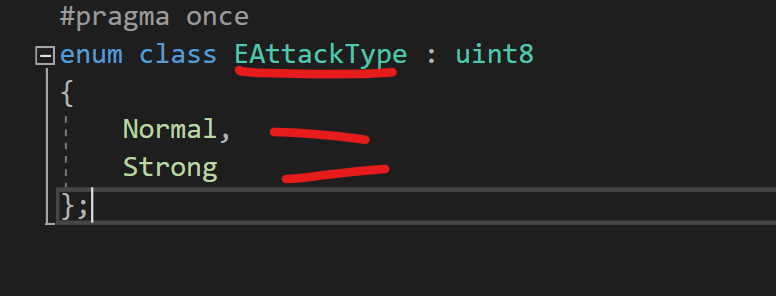 #pragma once
enum class EAttackType : uint8
{
Normal,
Strong
};